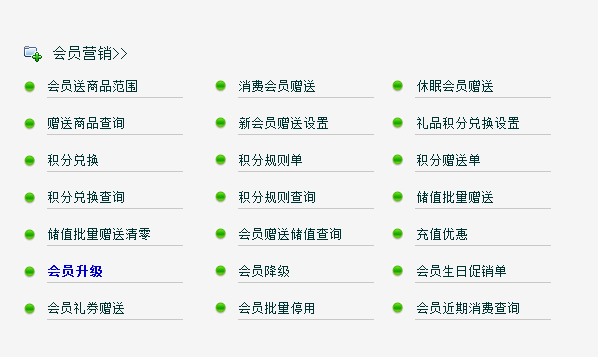 会员营销>>
会员送商品范围 消费会员赠送 休眠会员赠送
赠送商品查询 新会员赠送设置 礼品积分兑换设置
积分兑换 积分规则单 积分赠送单
积分兑换查询 积分规则查询 储值批量赠送
储值批量赠送清零 会员赠送储值查询 充值优惠
会员升级 会员降级 会员生日促销单
会员礼券赠送 会员批量停用 会员近期消费查询